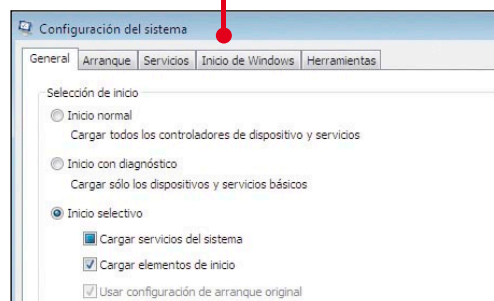 Configuración del sistema
General Arranque Servicios Inicio de Windows Herramientas
Selección de inicio
Inicio normal
Cargar todos los controladores de dispositivo y servicios
Inicio con diagnóstico
Cargar sólo los dispositivos y servicios básicos
Inicio selectivo
Cargar servicios del sistema
Cargar elementos de inicio
Usar configuración de arranque original